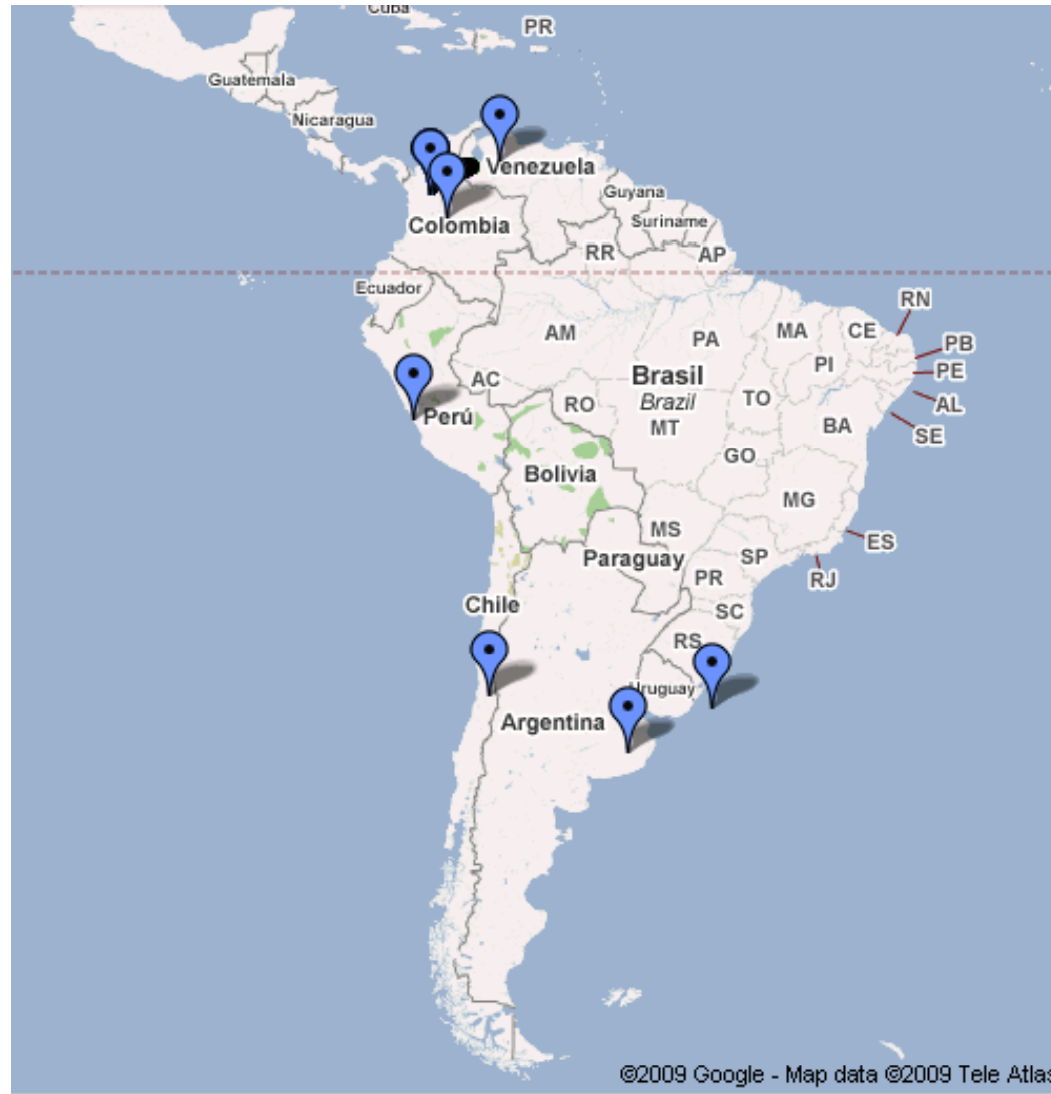 Cuba
PR
Guatemala
Nicaragua
Venezuela
Guyana
Suriname
Colombia
RR
AP
Ecuador
RN
AM
PA
MA
CE
PB
PI
PE
Brasil
AC
Brazil
TO
AL
RO
Perú
MT
BA
SE
GO
Bolivia
MG
MS
ES
Paraguay
SP
PR
RJ
Chile
SC
RS
Uruguay
Argentina
©2009 Google - Map data ©2009 Tele Atlas